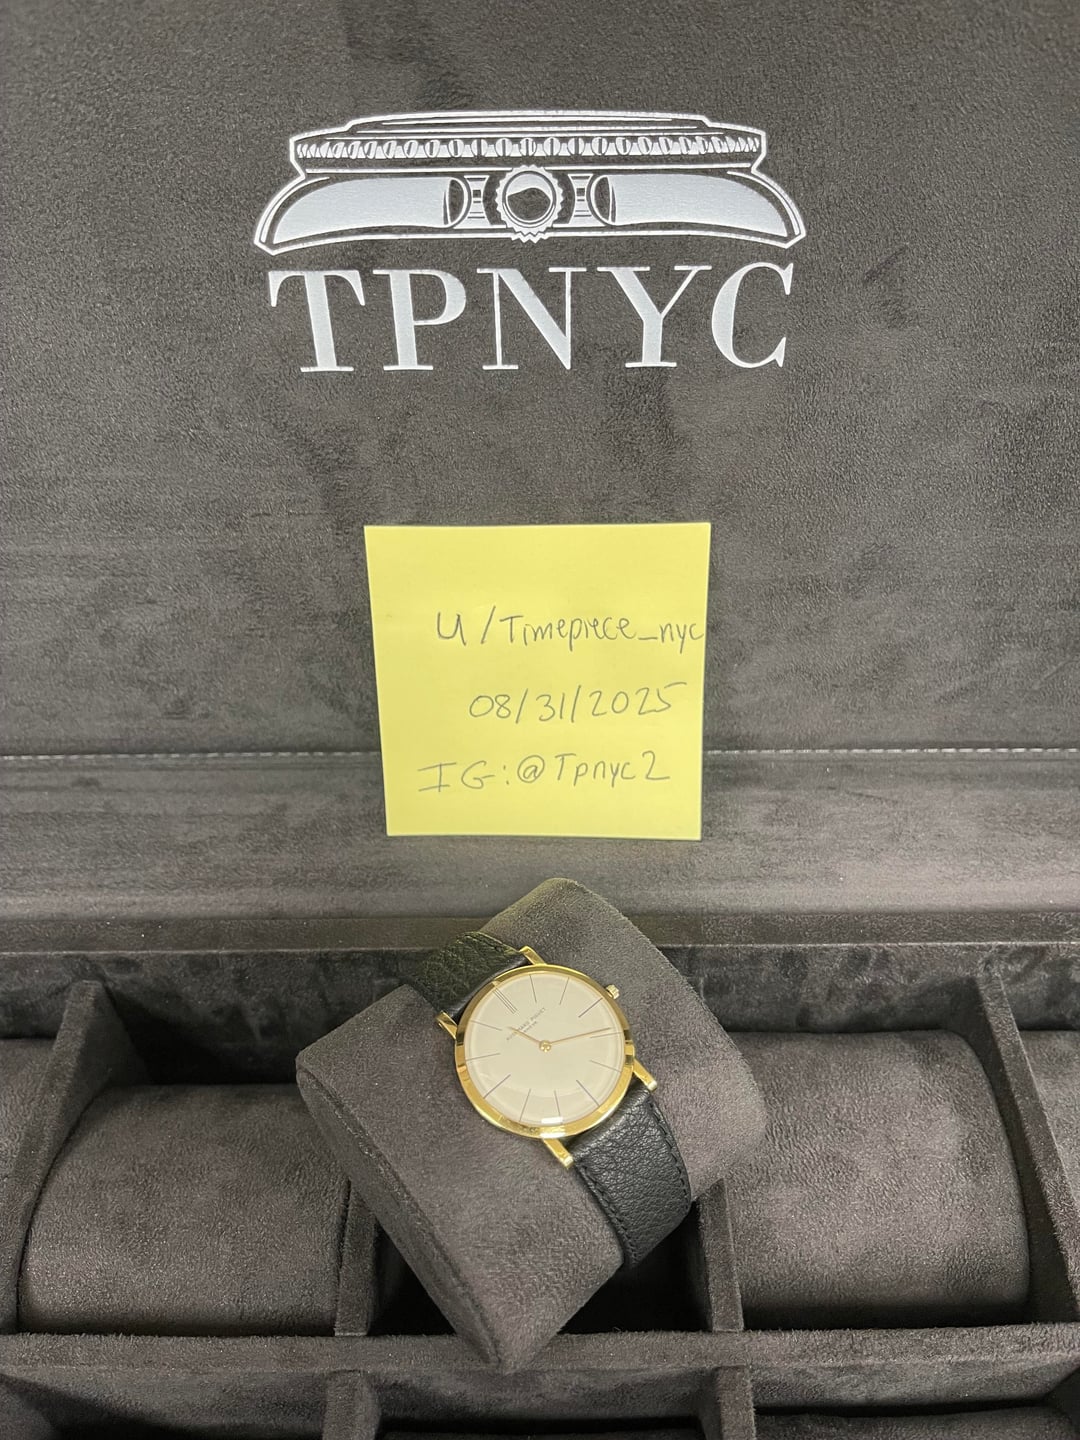 TPNYC
U/Timepiece_nyc
08/31/2025
IG:@Tpnyc2
AUDEMARS PIGUET